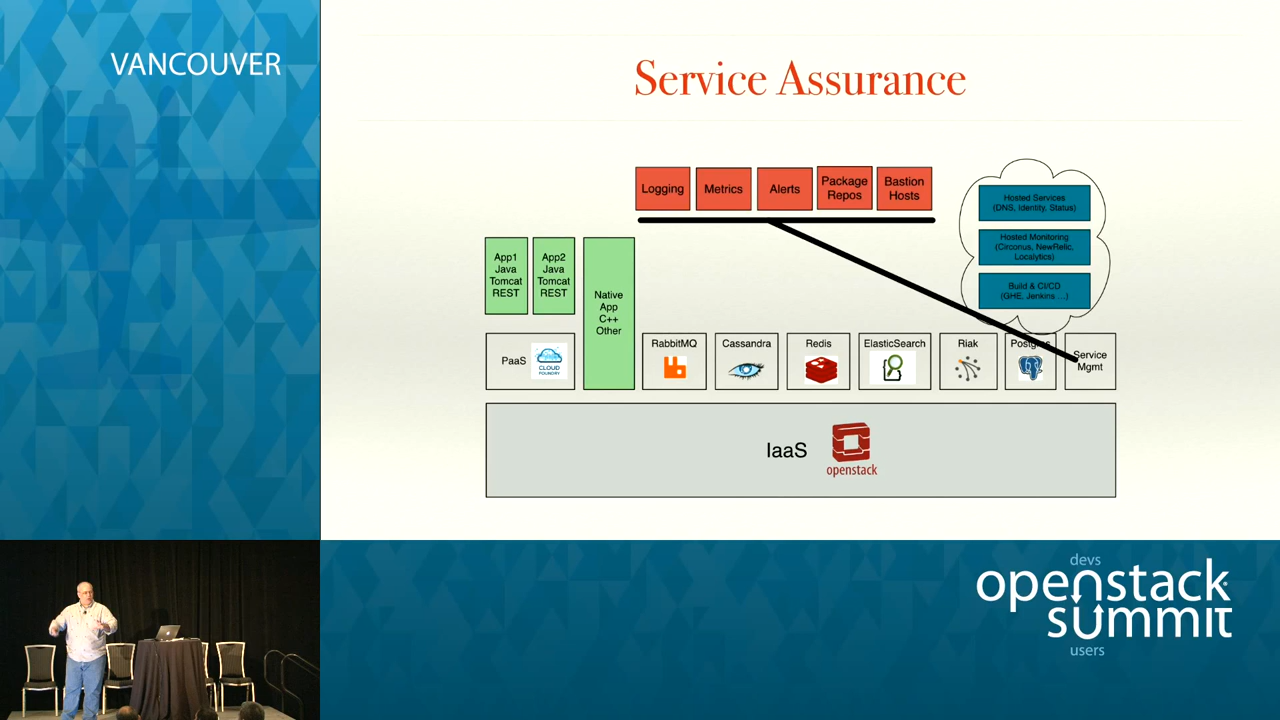 VANCOUVER
Service Assurance
Logging
Metrics
Alerts
Package
Repos
Bastion
Hosts
Hosted Services
(DNS, Identity, Status)
Hosted Monitoring
(Circonus, NewRelic,
Localytics)
Build & CI/CD
(GHE, Jenkins ...)
App1
Java
Tomcat
REST
App2
Java
Tomcat
REST
Native
App
C++
Other
PaaS
CLOUD
FOUNDRY
RabbitMQ
Cassandra
Redis
ElasticSearch
Riak
Postgres
Service
Mgmt
IaaS
openstack
devs
openstack
summit
users